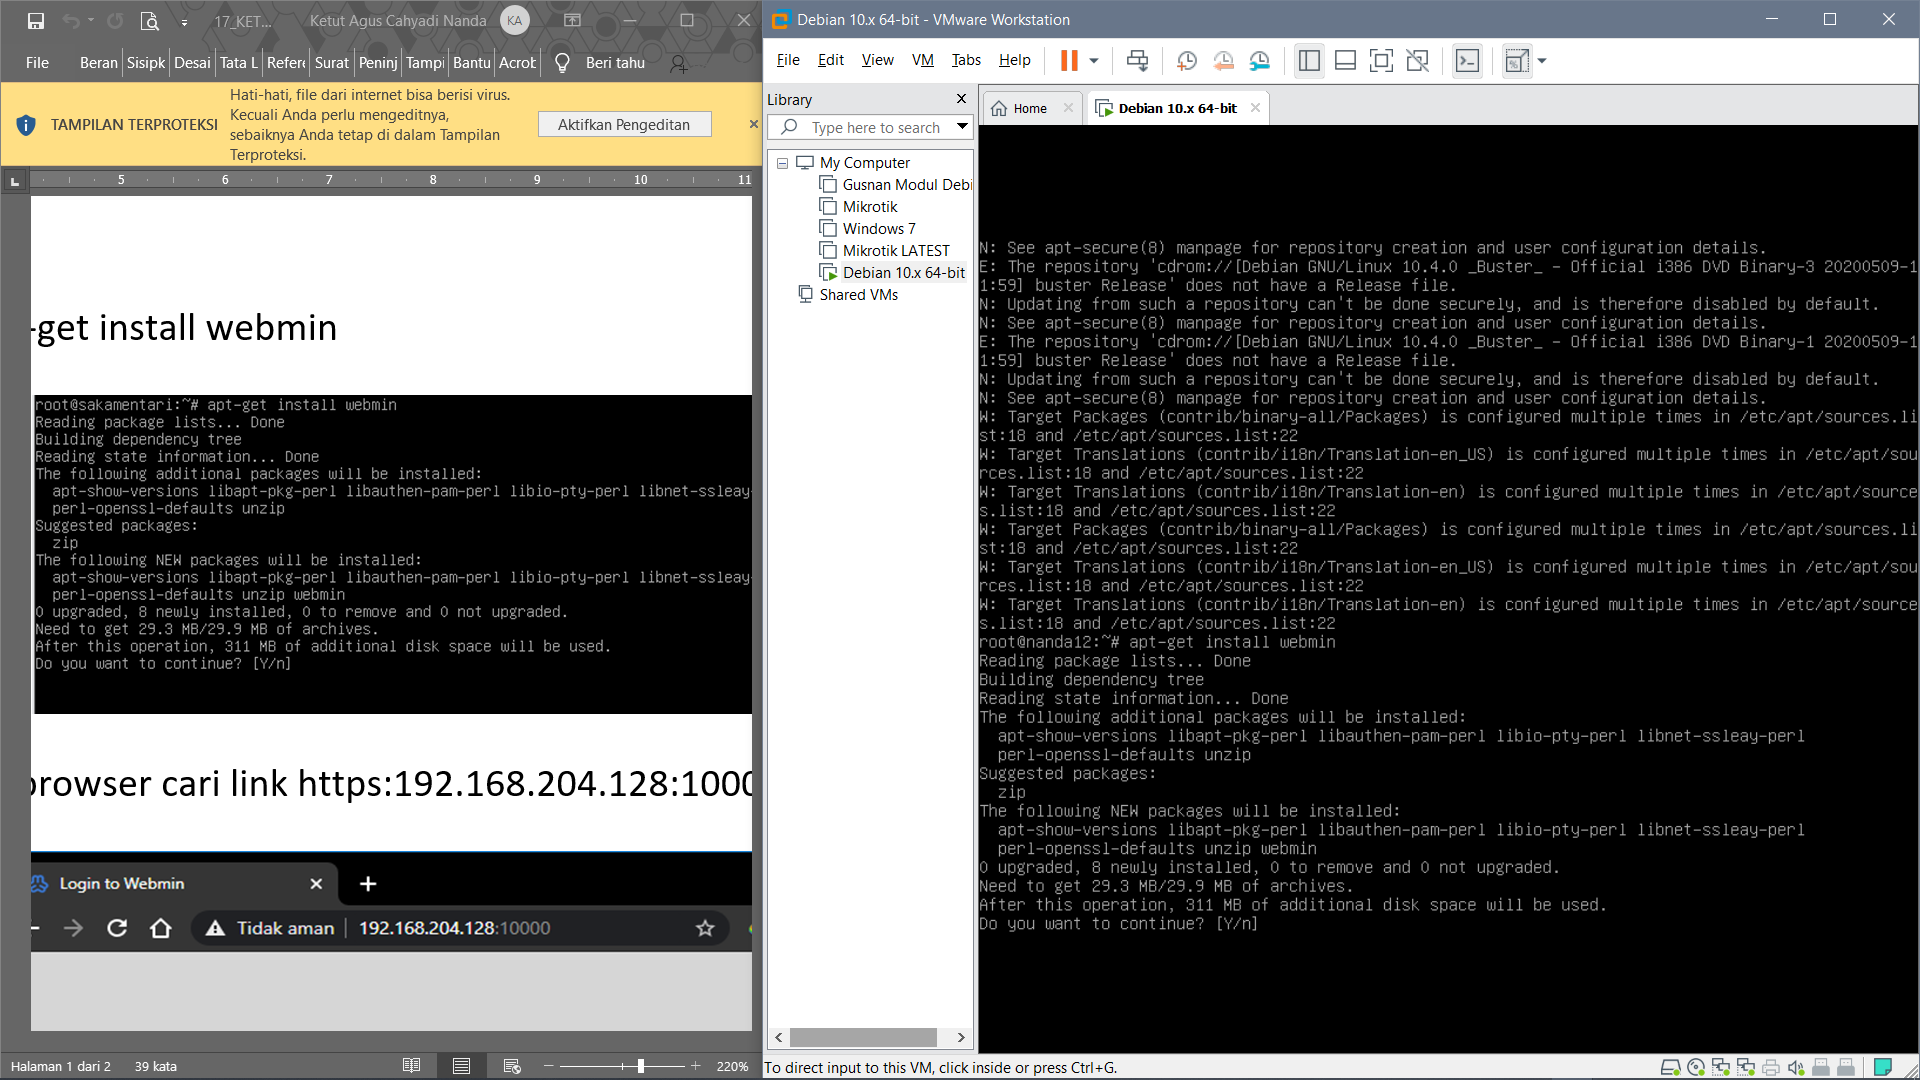 17_KET...
Ketut Agus Cahyadi Nanda
KA
File
Beran
Sisipk
Desai
Tata L
Refere
Surat
Peninj
Tampi
Bantu
Acrot
Beri tahu
TAMPILAN TERPROTEKSI
Hati-hati, file dari internet bisa berisi virus.
Kecuali Anda perlu mengeditnya,
sebaiknya Anda tetap di dalam Tampilan
Terproteksi.
Aktifkan Pengeditan
5 6 7 8 9 10 11
-get install webmin
root@sakamentari:~# apt-get install webmin
Reading package lists... Done
Building dependency tree
Reading state information... Done
The following additional packages will be installed:
apt-show-versions libapt-pkg-perl libauthen-pam-perl libio-pty-perl libnet-ssleay-
perl-openssl-defaults unzip
Suggested packages:
zip
The following NEW packages will be installed:
apt-show-versions libapt-pkg-perl libauthen-pam-perl libio-pty-perl libnet-ssleay-
perl-openssl-defaults unzip webmin
0 upgraded, 8 newly installed, 0 to remove and 0 not upgraded.
Need to get 29.3 MB/29.9 MB of archives.
After this operation, 311 MB of additional disk space will be used.
Do you want to continue? [Y/n]
browser cari link https:192.168.204.128:1000
Login to Webmin
Tidak aman
192.168.204.128:10000
Halaman 1 dari 2
39 kata
220%
Debian 10.x 64-bit - VMware Workstation
File
Edit
View
VM
Tabs
Help
Library
Type here to search
My Computer
Gusnan Modul Debi
Mikrotik
Windows 7
Mikrotik LATEST
Debian 10.x 64-bit
Shared VMs
Home
Debian 10.x 64-bit
N: See apt-secure(8) manpage for repository creation and user configuration details.
E: The repository 'cdrom://[Debian GNU/Linux 10.4.0 _Buster_ - Official i386 DVD Binary-3 20200509-1
1:59] buster Release' does not have a Release file.
N: Updating from such a repository can't be done securely, and is therefore disabled by default.
N: See apt-secure(8) manpage for repository creation and user configuration details.
E: The repository 'cdrom://[Debian GNU/Linux 10.4.0 _Buster_ - Official i386 DVD Binary-1 20200509-1
1:59] buster Release' does not have a Release file.
N: Updating from such a repository can't be done securely, and is therefore disabled by default.
N: See apt-secure(8) manpage for repository creation and user configuration details.
W: Target Packages (contrib/binary-all/Packages) is configured multiple times in /etc/apt/sources.li
st:18 and /etc/apt/sources.list:22
W: Target Translations (contrib/i18n/Translation-en_US) is configured multiple times in /etc/apt/sou
rces.list:18 and /etc/apt/sources.list:22
W: Target Translations (contrib/i18n/Translation-en) is configured multiple times in /etc/apt/source
s.list:18 and /etc/apt/sources.list:22
W: Target Packages (contrib/binary-all/Packages) is configured multiple times in /etc/apt/sources.li
st:18 and /etc/apt/sources.list:22
W: Target Translations (contrib/i18n/Translation-en_US) is configured multiple times in /etc/apt/sou
rces.list:18 and /etc/apt/sources.list:22
W: Target Translations (contrib/i18n/Translation-en) is configured multiple times in /etc/apt/source
s.list:18 and /etc/apt/sources.list:22
root@nanda12:~# apt-get install webmin
Reading package lists... Done
Building dependency tree
Reading state information... Done
The following additional packages will be installed:
apt-show-versions libapt-pkg-perl libauthen-pam-perl libio-pty-perl libnet-ssleay-perl
perl-openssl-defaults unzip
Suggested packages:
zip
The following NEW packages will be installed:
apt-show-versions libapt-pkg-perl libauthen-pam-perl libio-pty-perl libnet-ssleay-perl
perl-openssl-defaults unzip webmin
0 upgraded, 8 newly installed, 0 to remove and 0 not upgraded.
Need to get 29.3 MB/29.9 MB of archives.
After this operation, 311 MB of additional disk space will be used.
Do you want to continue? [Y/n]
To direct input to this VM, click inside or press Ctrl+G.